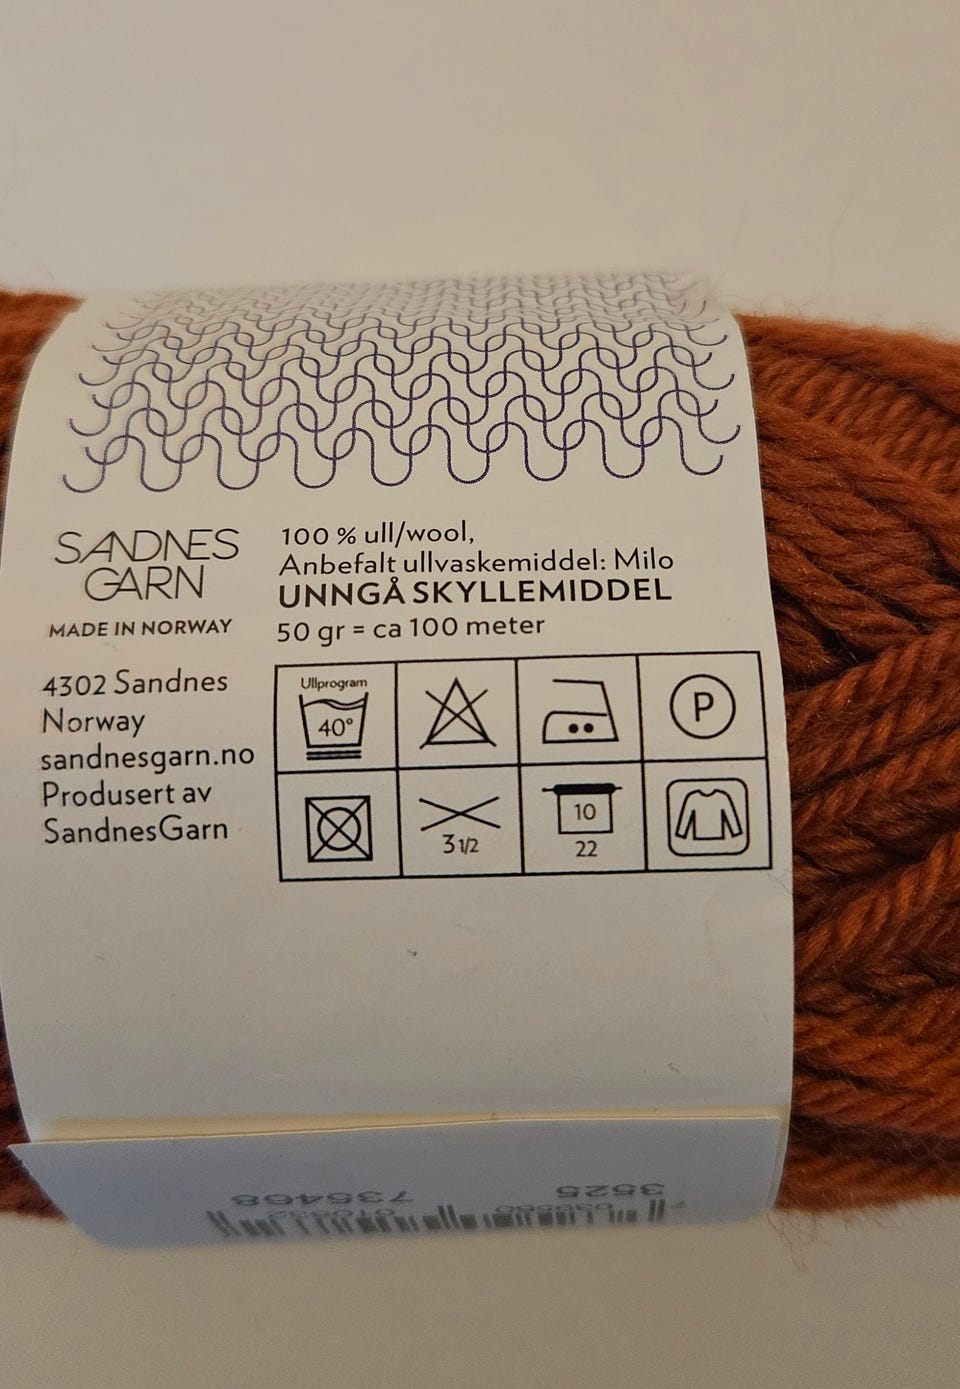 SANDNES
GARN
MADE IN NORWAY
4302 Sandnes
Norway
sandnesgarn.no
Produsert av
SandnesGarn
100 % ull/wool,
Anbefalt ullvaskemiddel: Milo
UNNGÅ SKYLLEMIDDEL
50 gr = ca 100 meter
Ullprogram
40°
P
3 1/2
10
22
3525
735468